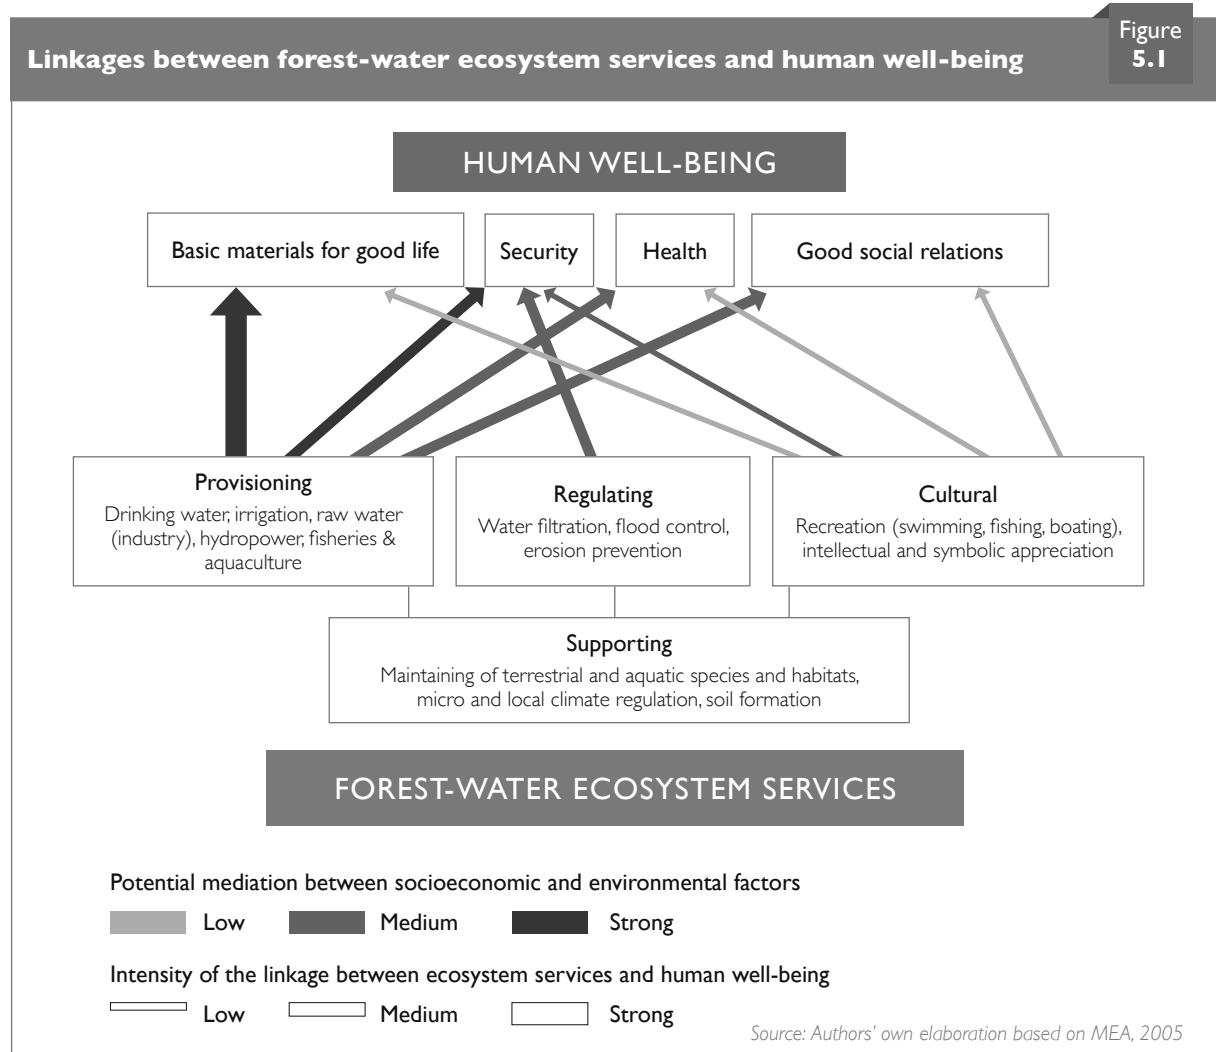 Figure
5.1
Linkages between forest-water ecosystem services and human well-being
HUMAN WELL-BEING
Basic materials for good life
Security
Health
Good social relations
Provisioning
Drinking water, irrigation, raw water
(industry), hydropower, fisheries &
aquaculture
Regulating
Water filtration, flood control,
erosion prevention
Cultural
Recreation (swimming, fishing, boating),
intellectual and symbolic appreciation
Supporting
Maintaining of terrestrial and aquatic species and habitats,
micro and local climate regulation, soil formation
FOREST-WATER ECOSYSTEM SERVICES
Potential mediation between socioeconomic and environmental factors
Low
Medium
Strong
Intensity of the linkage between ecosystem services and human well-being
Low
Medium
Strong
Source: Authors' own elaboration based on MEA, 2005